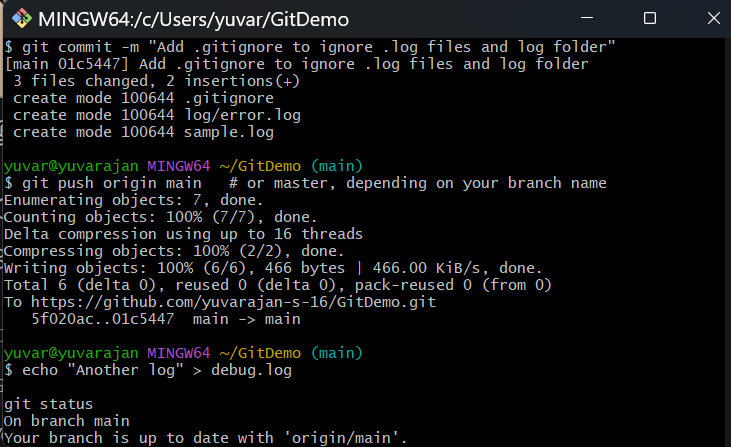 MINGW64:/c/Users/yuvar/GitDemo
$ git commit -m "Add .gitignore to ignore .log files and log folder"
[main 01c5447] Add .gitignore to ignore .log files and log folder
 3 files changed, 2 insertions(+)
 create mode 100644 .gitignore
 create mode 100644 log/error.log
 create mode 100644 sample.log

yuvar@yuvarajan MINGW64 ~/GitDemo (main)
$ git push origin main   # or master, depending on your branch name
Enumerating objects: 7, done.
Counting objects: 100% (7/7), done.
Delta compression using up to 16 threads
Compressing objects: 100% (2/2), done.
Writing objects: 100% (6/6), 466 bytes | 466.00 KiB/s, done.
Total 6 (delta 0), reused 0 (delta 0), pack-reused 0 (from 0)
To https://github.com/yuvarajan-s-16/GitDemo.git
   5f020ac..01c5447  main -> main

yuvar@yuvarajan MINGW64 ~/GitDemo (main)
$ echo "Another log" > debug.log

git status
On branch main
Your branch is up to date with 'origin/main'.